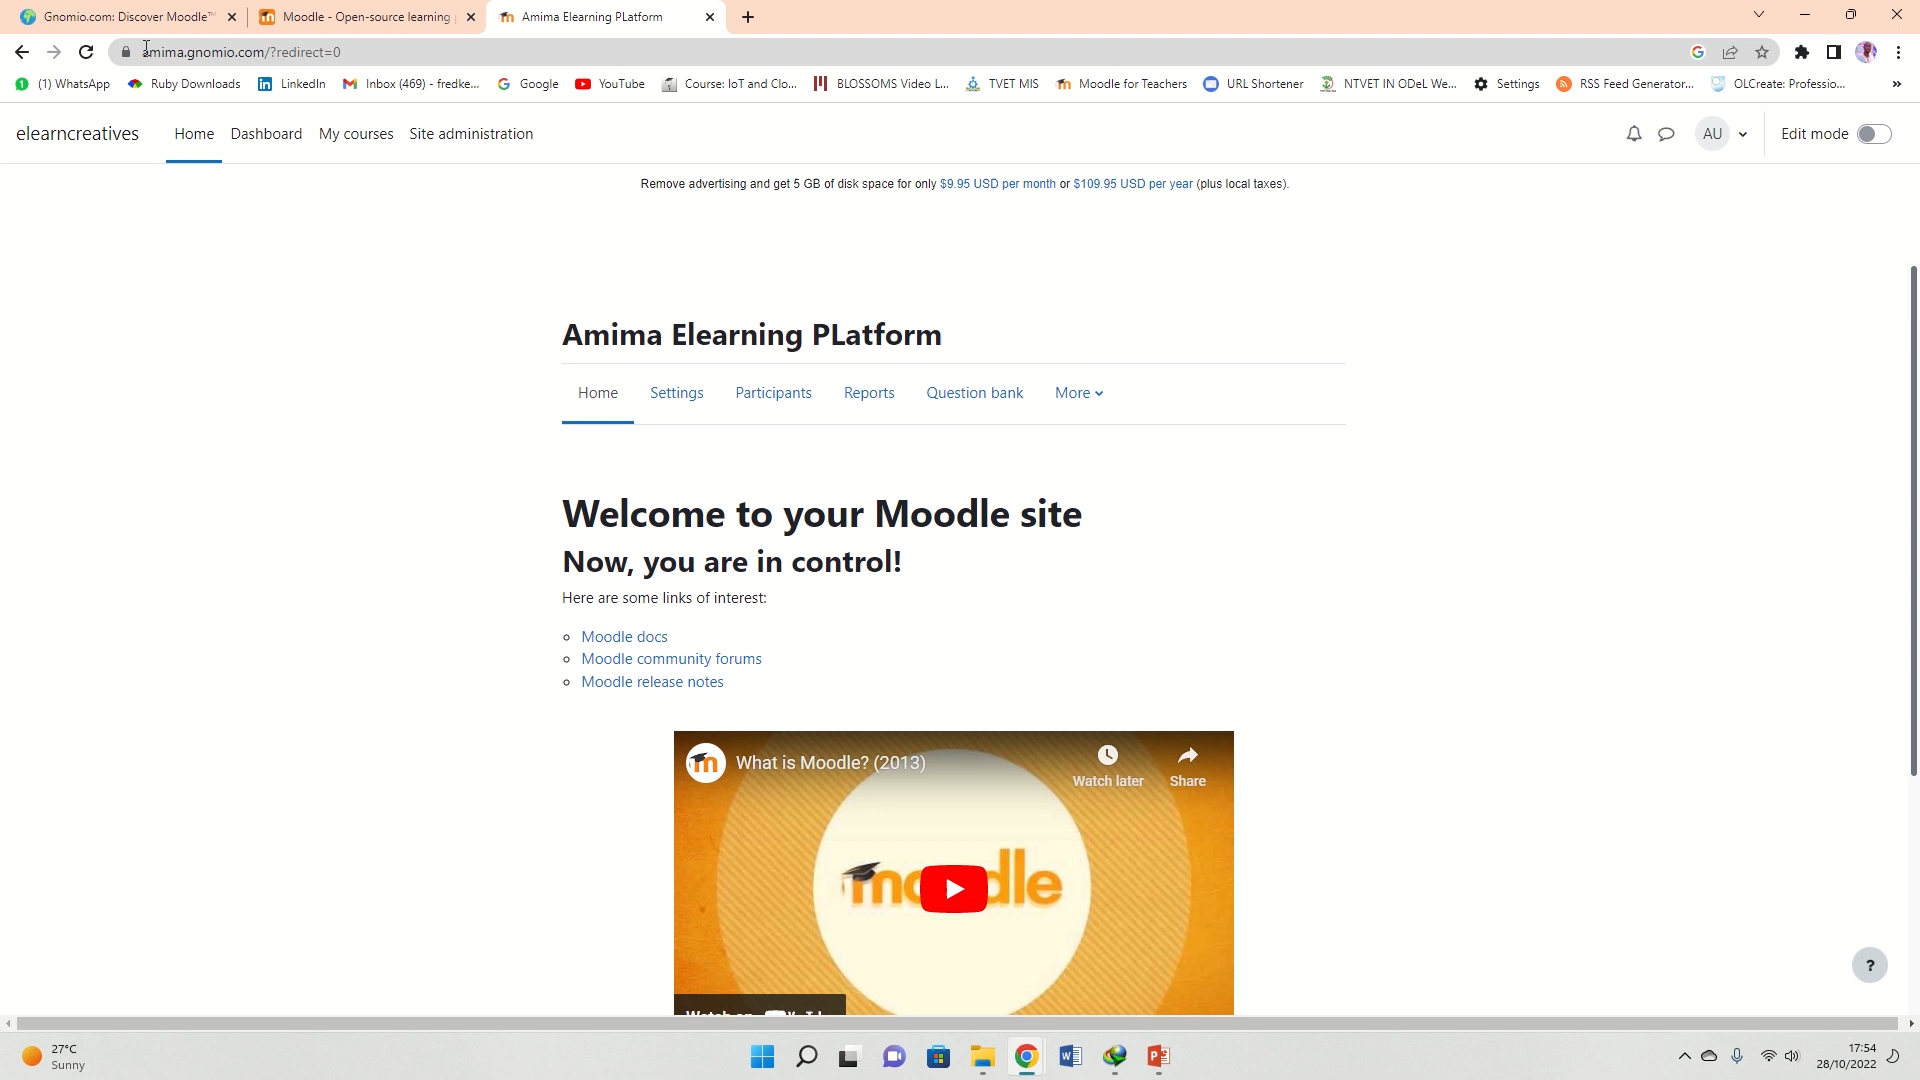 Gnomio.com: Discover Moodle™
Moodle - Open-source learning
Amima Elearning PLatform
amima.gnomio.com/?redirect=0
(1) WhatsApp
Ruby Downloads
LinkedIn
Inbox (469) - fredke...
Google
YouTube
Course: IoT and Clo...
BLOSSOMS Video L...
TVET MIS
Moodle for Teachers
URL Shortener
NTVET IN ODeL We...
Settings
RSS Feed Generator...
OLCreate: Professio...
»
elearncreatives
Home
Dashboard
My courses
Site administration
AU
Edit mode
Remove advertising and get 5 GB of disk space for only $9.95 USD per month or $109.95 USD per year (plus local taxes).
Amima Elearning PLatform
Home
Settings
Participants
Reports
Question bank
More
Welcome to your Moodle site
Now, you are in control!
Here are some links of interest:
Moodle docs
Moodle community forums
Moodle release notes
What is Moodle? (2013)
Watch later
Share
moodle
Watch on YouTube
?
27°C
Sunny
17:54
28/10/2022